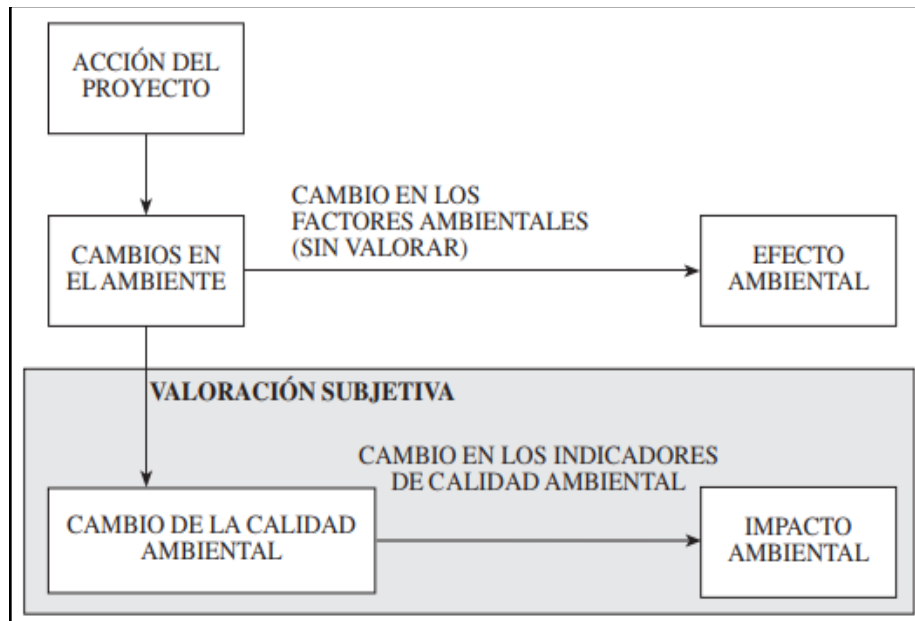 ACCIÓN DEL
PROYECTO
CAMBIO EN LOS
FACTORES AMBIENTALES
(SIN VALORAR)
CAMBIOS EN
EL AMBIENTE
EFECTO
AMBIENTAL
VALORACIÓN SUBJETIVA
CAMBIO EN LOS INDICADORES
DE CALIDAD AMBIENTAL
CAMBIO DE LA CALIDAD
AMBIENTAL
IMPACTO
AMBIENTAL